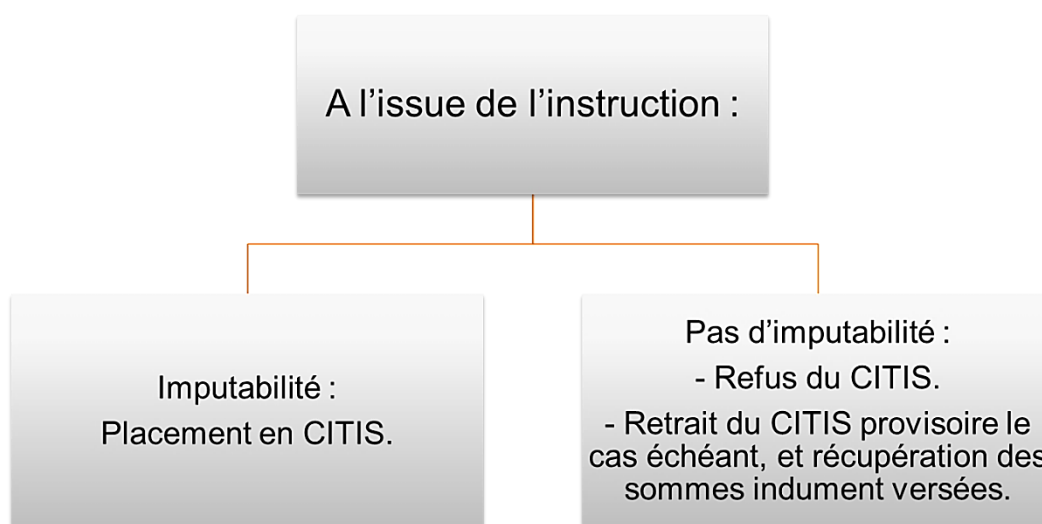 A l’issue de l’instruction :
Imputabilité :
Placement en CITIS.
Pas d’imputabilité :
- Refus du CITIS.
- Retrait du CITIS provisoire le
cas échéant, et récupération des
sommes indument versées.